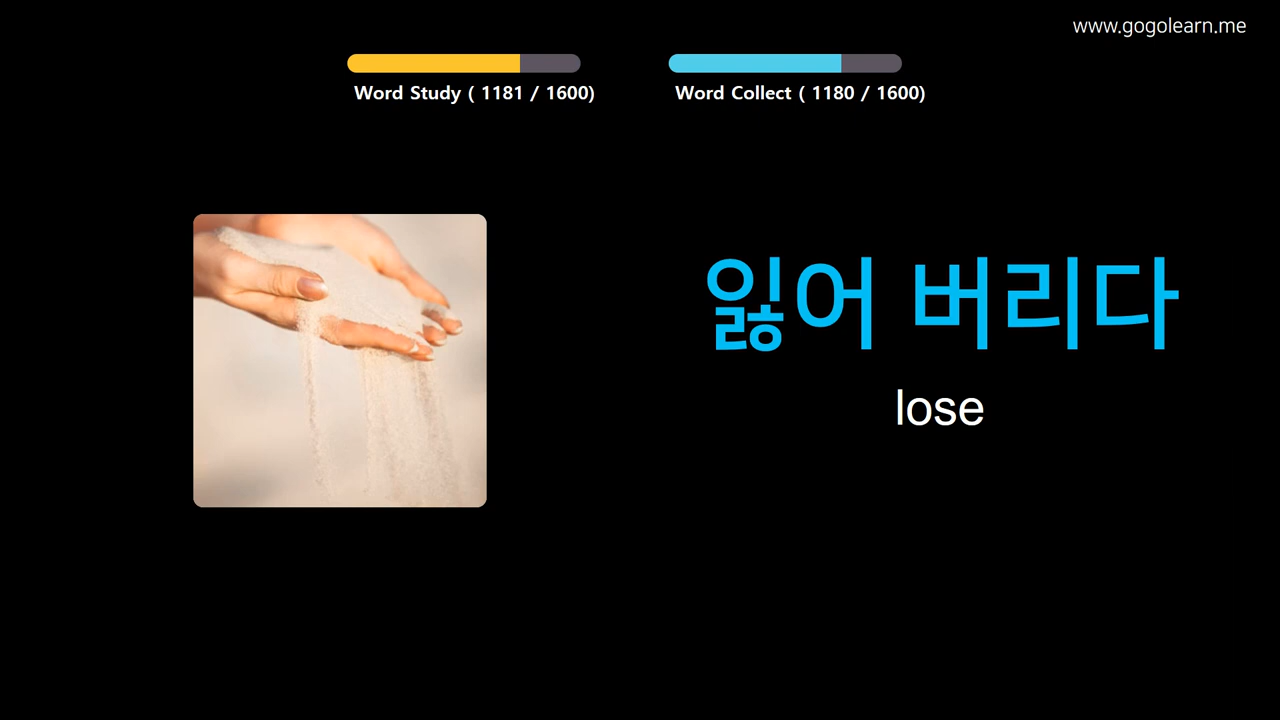 www.gogolearn.me
Word Study ( 1181 / 1600)
Word Collect ( 1180 / 1600)
잃어 버리다
lose